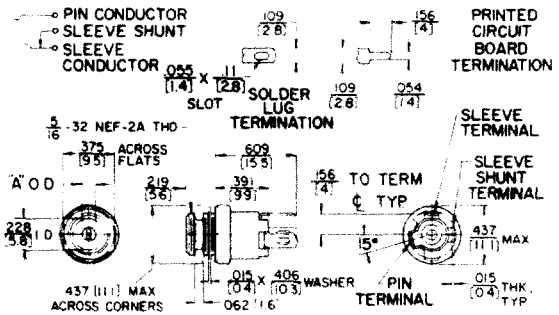 PIN CONDUCTOR
SLEEVE SHUNT
SLEEVE
CONDUCTOR
.109
(2.8)
.156
(4)
PRINTED
CIRCUIT
BOARD
TERMINATION
.055 x .11
(1.4) (2.8)
SLOT
SOLDER
LUG
TERMINATION
.109
(2.8)
.054
(1.4)
5/16 - 32 NEF-2A THD
.375 ACROSS
(9.5) FLATS
"A" O D
.228 I D
(5.8)
.219
(5.6)
.609
(15.5)
.391
(9.9)
.156 TO TERM
(4) ℄ TYP
SLEEVE
TERMINAL
SLEEVE
SHUNT
TERMINAL
15°
.437 MAX
(11.1)
.437 (11.1) MAX
ACROSS CORNERS
.015 x .406 WASHER
(0.4) (10.3)
.062 (1.6)
PIN
TERMINAL
.015 THK.
(0.4) TYP